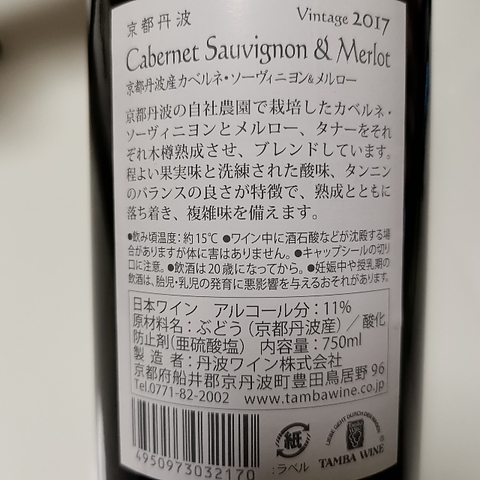 京都丹波
Vintage 2017
Cabernet Sauvignon & Merlot
京都丹波産カベルネ・ソーヴィニヨン&メルロー
京都丹波の自社農園で栽培したカベルネ・
ソーヴィニヨンとメルロー、タナーをそれ
ぞれ木樽熟成させ、ブレンドしています。
程よい果実味と洗練された酸味、タンニン
のバランスの良さが特徴で、熟成とともに
落ち着き、複雑味を備えます。
●飲み頃温度:約15℃ ●ワイン中に酒石酸などが沈殿する場
合がありますが体に害はありません。●キャップシールの切り
口に注意。●飲酒は20歳になってから。●妊娠中や授乳期の
飲酒は、胎児・乳児の発育に悪影響を与えるおそれがあります。
日本ワイン アルコール分:11%
原材料名:ぶどう(京都丹波産)/酸化
防止剤(亜硫酸塩) 内容量:750ml
製造者:丹波ワイン株式会社
京都府船井郡京丹波町豊田鳥居野96
Tel.0771-82-2002 www.tambawine.co.jp
4950973032170
紙
:ラベル
LIEBE GEHT DURCH DEN MAGEN
TAMBA WINE